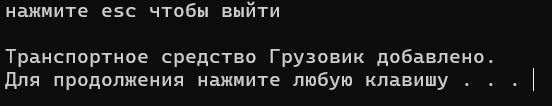 нажмите esc чтобы выйти
Транспортное средство Грузовик добавлено.
Для продолжения нажмите любую клавишу . . .